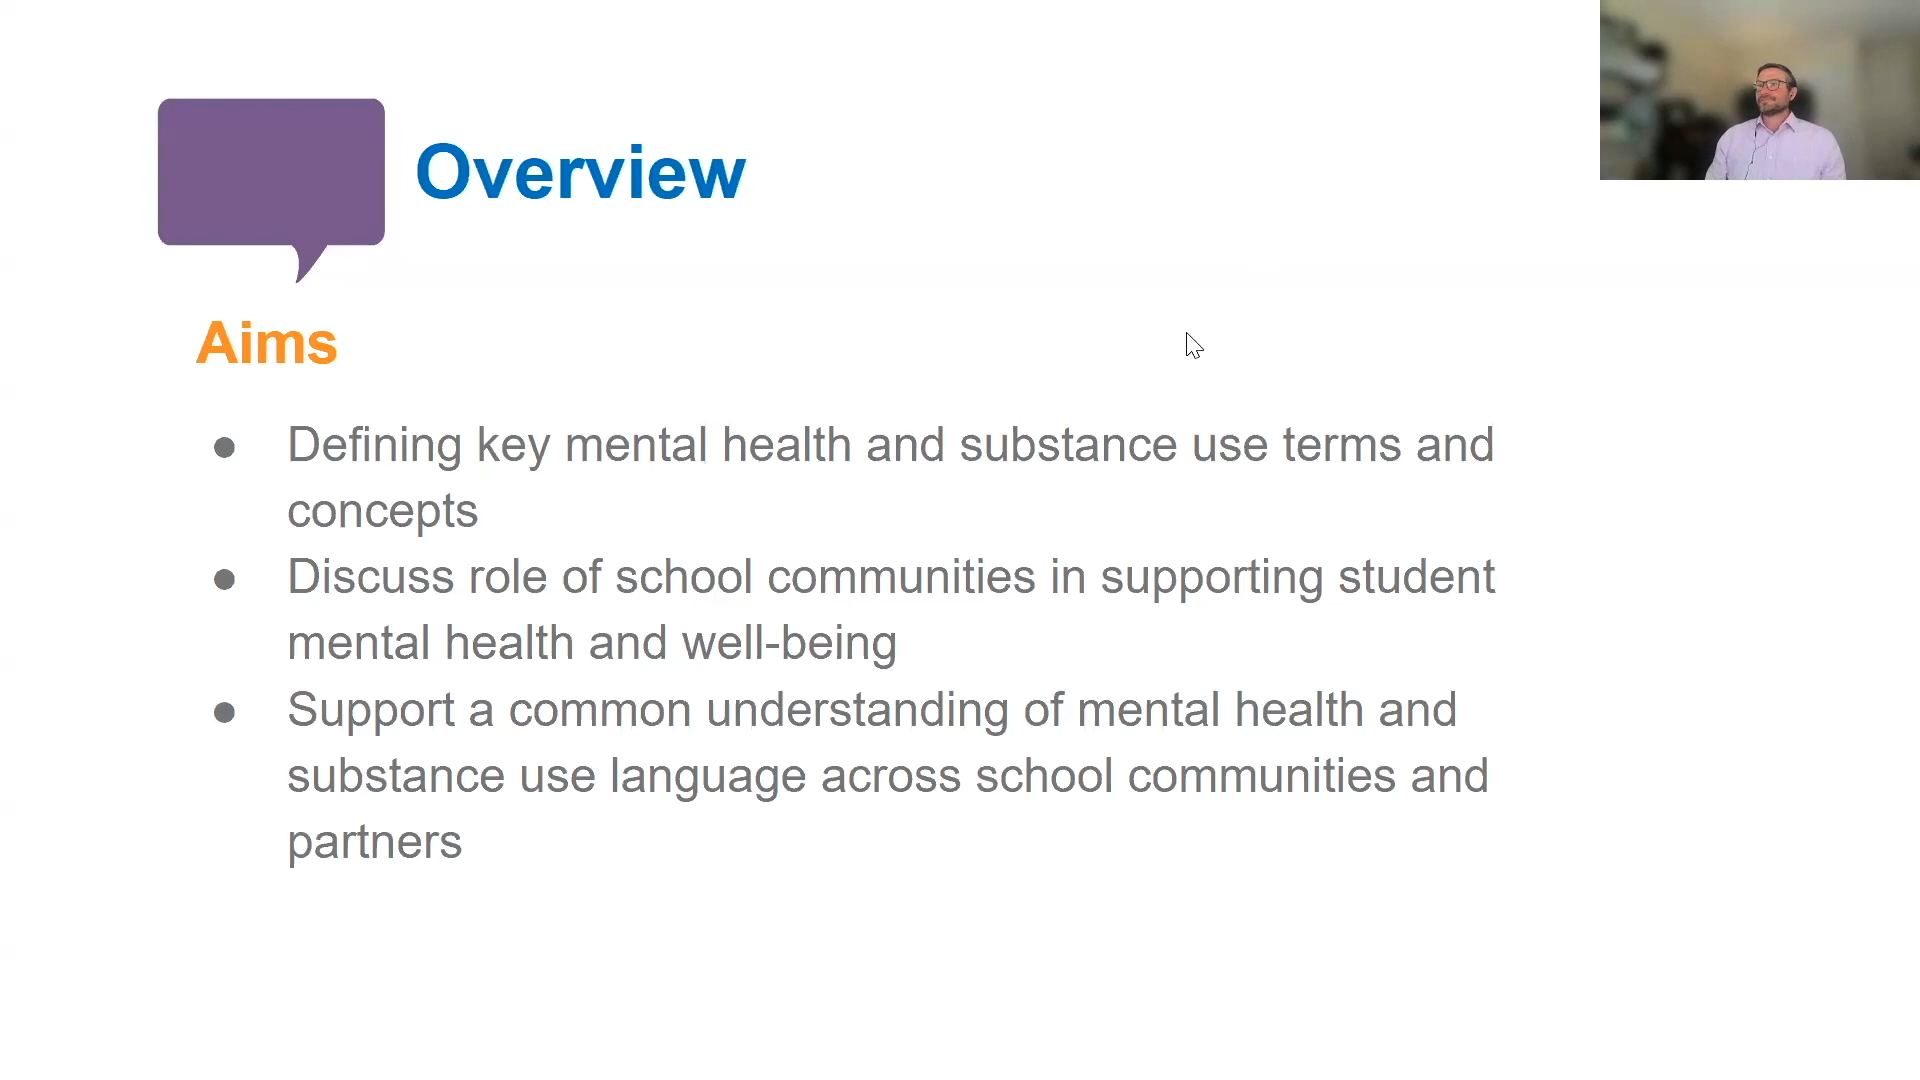 Overview
Aims
● Defining key mental health and substance use terms and
concepts
● Discuss role of school communities in supporting student
mental health and well-being
● Support a common understanding of mental health and
substance use language across school communities and
partners